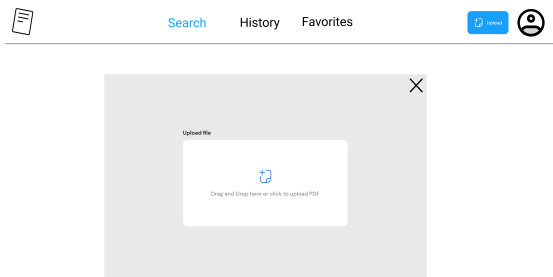 Search
History
Favorites
Upload
Upload file
Drag and Drop here or click to upload PDF